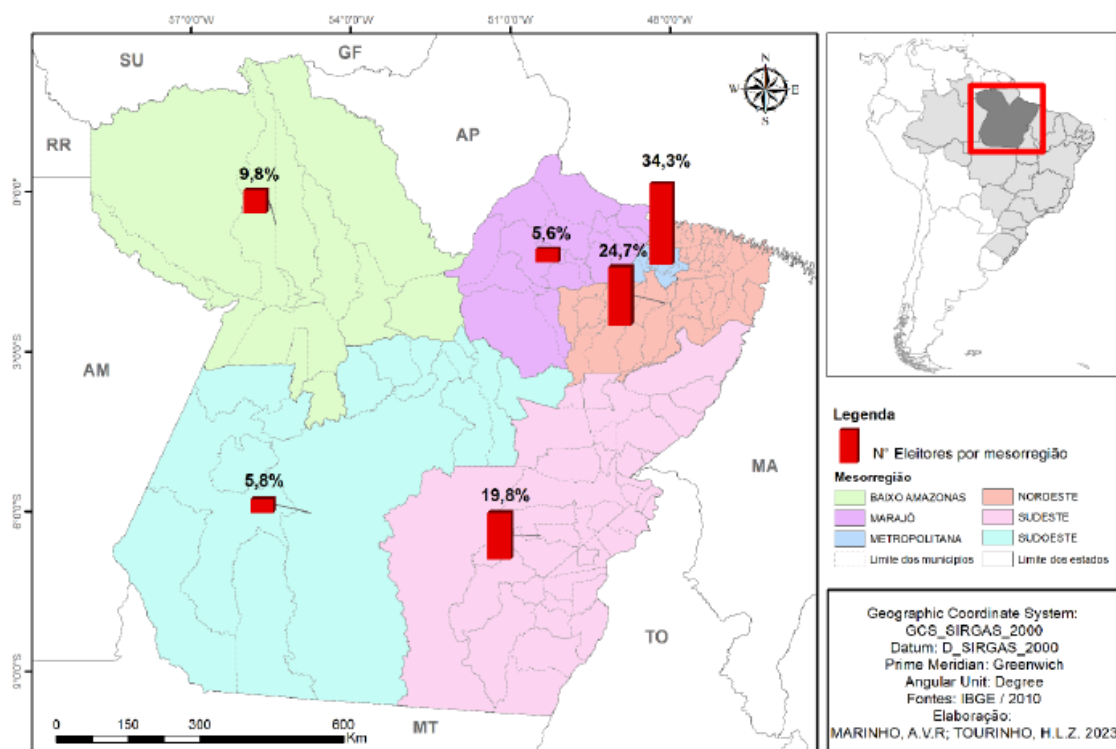 57°0'0"W 54°0'0"W 51°0'0"W 48°0'0"W
SU
GF
N
W E
S
RR
AP
34,3%
9,8%
0°0'0"
5,6%
24,7%
3°0'0"S
AM
MA
5,8%
19,8%
6°0'0"S
TO
9°0'0"S
MT
0 150 300 600
Km
Legenda
N° Eleitores por mesorregião
Mesorregião
BAIXO AMAZONAS
MARAJÓ
METROPOLITANA
Limite dos municípios
NOROESTE
SUDESTE
SUDOESTE
Limite dos estados
Geographic Coordinate System:
GCS_SIRGAS_2000
Datum: D_SIRGAS_2000
Prime Meridian: Greenwich
Angular Unit: Degree
Fontes: IBGE / 2010
Elaboração:
MARINHO, A.V.R; TOURINHO, H.L.Z. 2023